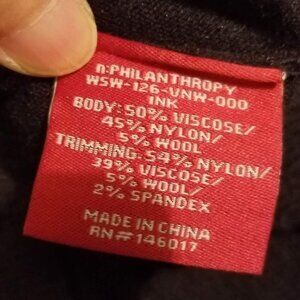 n:PHILANTHROPY
WSW-126-VNW-000
INK
BODY: 50% VISCOSE/
45% NYLON/
5% WOOL
TRIMMING: 54% NYLON/
39% VISCOSE/
5% WOOL/
2% SPANDEX
MADE IN CHINA
RN#146017